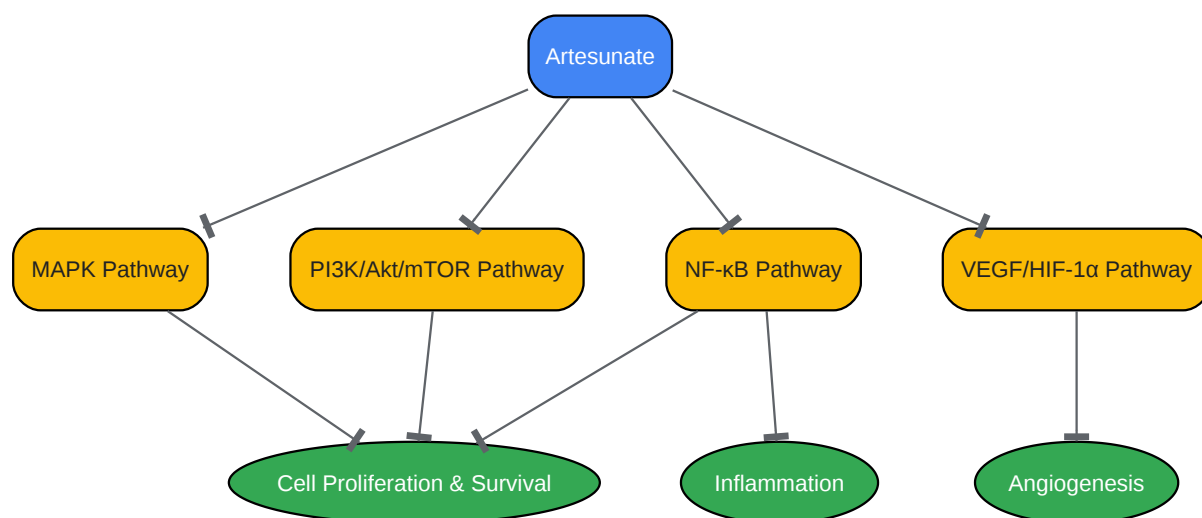 Artesunate
MAPK Pathway
PI3K/Akt/mTOR Pathway
NF-κB Pathway
VEGF/HIF-1α Pathway
Cell Proliferation & Survival
Inflammation
Angiogenesis